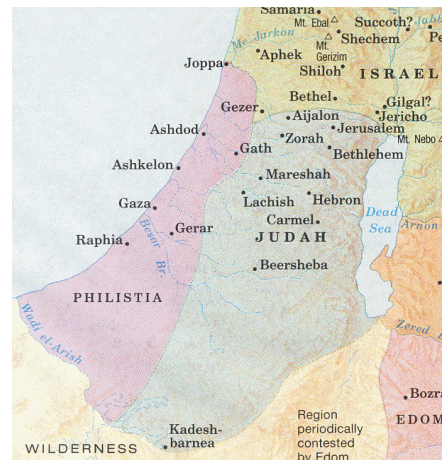 Samaria
Mt. Ebal
Succoth?
Jabb
Me Jarkon
Shechem
Pe
Aphek
Mt.
Gerizim
Joppa
Shiloh
ISRAEL
Bethel
Gilgal?
Gezer
Jericho
Aijalon
Ashdod
Jerusalem
Zorah
Mt. Nebo
Gath
Bethlehem
Ashkelon
Mareshah
Gaza
Lachish
Hebron
Dead
Sea
Carmel
Arnon
Besor Br.
Gerar
Raphia
JUDAH
Beersheba
PHILISTIA
Wadi el-Arish
Zered
Bozra
Region
periodically
contested
by Edom
EDOM
Kadesh-
barnea
WILDERNESS